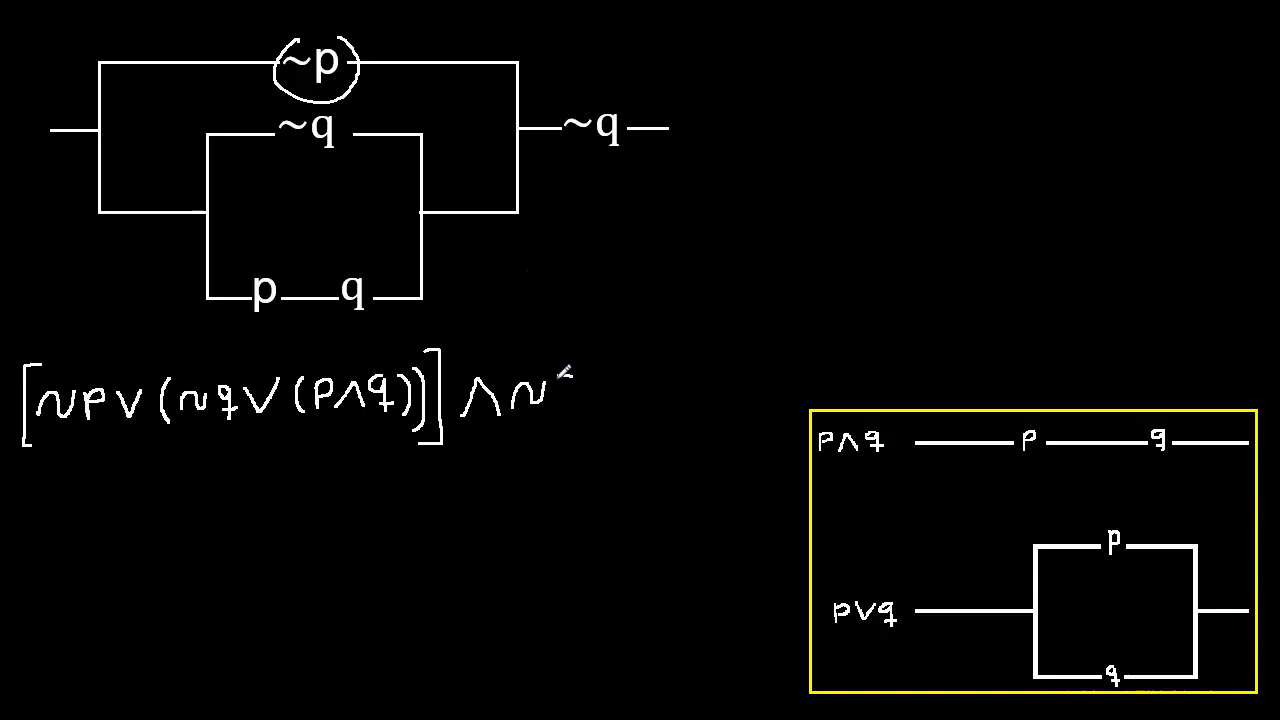 ~p
~q
~q
p q
[~p∨(~q∨(p∧q))]∧~
p∧q p q
p
p∨q
q